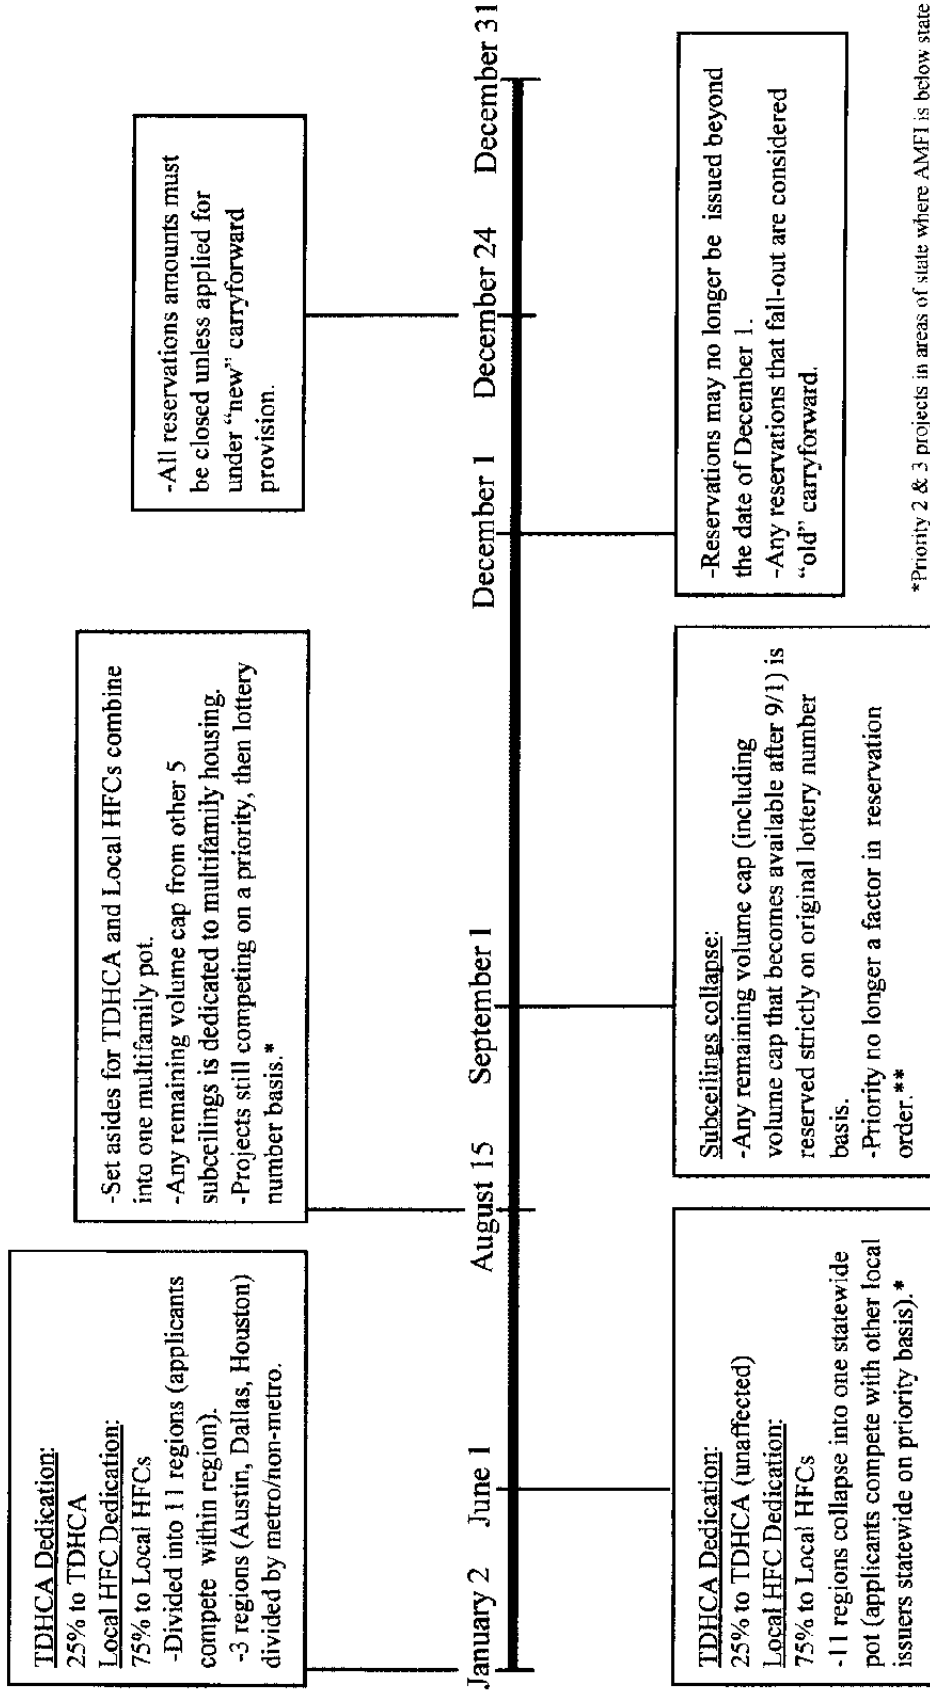 TDHCA Dedication:
25% to TDHCA
Local HFC Dedication:
75% to Local HFCs
-Divided into 11 regions (applicants
compete within region).
-3 regions (Austin, Dallas, Houston)
divided by metro/non-metro.
-Set asides for TDHCA and Local HFCs combine
into one multifamily pot.
-Any remaining volume cap from other 5
subceilings is dedicated to multifamily housing.
-Projects still competing on a priority, then lottery
number basis.*
-All reservations amounts must
be closed unless applied for
under “new” carryforward
provision.
January 2 June 1 August 15 September 1 December 1 December 24 December 31
TDHCA Dedication:
25% to TDHCA (unaffected)
Local HFC Dedication:
75% to Local HFCs
-11 regions collapse into one statewide
pot (applicants compete with other local
issuers statewide on priority basis).*
Subceilings collapse:
-Any remaining volume cap (including
volume cap that becomes available after 9/1) is
reserved strictly on original lottery number
basis.
-Priority no longer a factor in reservation
order.**
-Reservations may no longer be issued beyond
the date of December 1.
-Any reservations that fall-out are considered
“old” carryforward.
*Priority 2 & 3 projects in areas of state where AMFI is below state